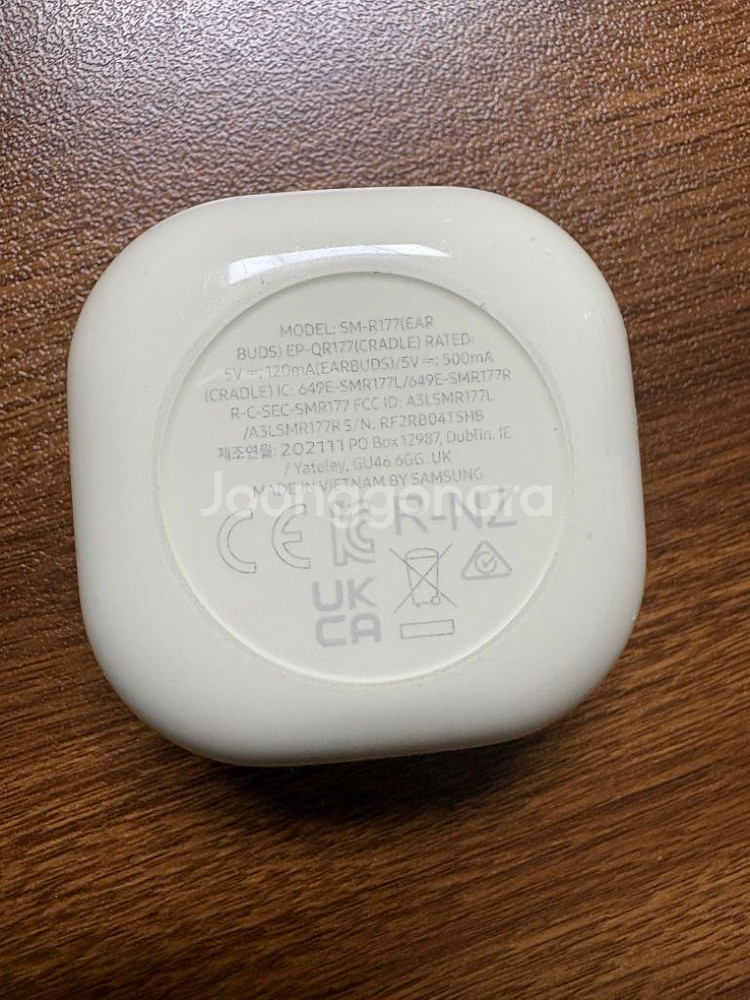 MODEL: SM-R177(EAR
BUDS) EP-QR177(CRADLE) RATED:
5V ⎓; 120mA(EARBUDS)/5V ⎓; 500mA
(CRADLE) IC: 649E-SMR177L/649E-SMR177R
R-C-SEC-SMR177 FCC ID: A3LSMR177L
/A3LSMR177R S/N: RF2RB04TSHB
제조연월: 202111 PO Box 12987, Dublin. IE
/ Yateley, GU46 6GG. UK
MADE IN VIETNAM BY SAMSUNG
Joonggonara
CE R-NZ
UK
CA